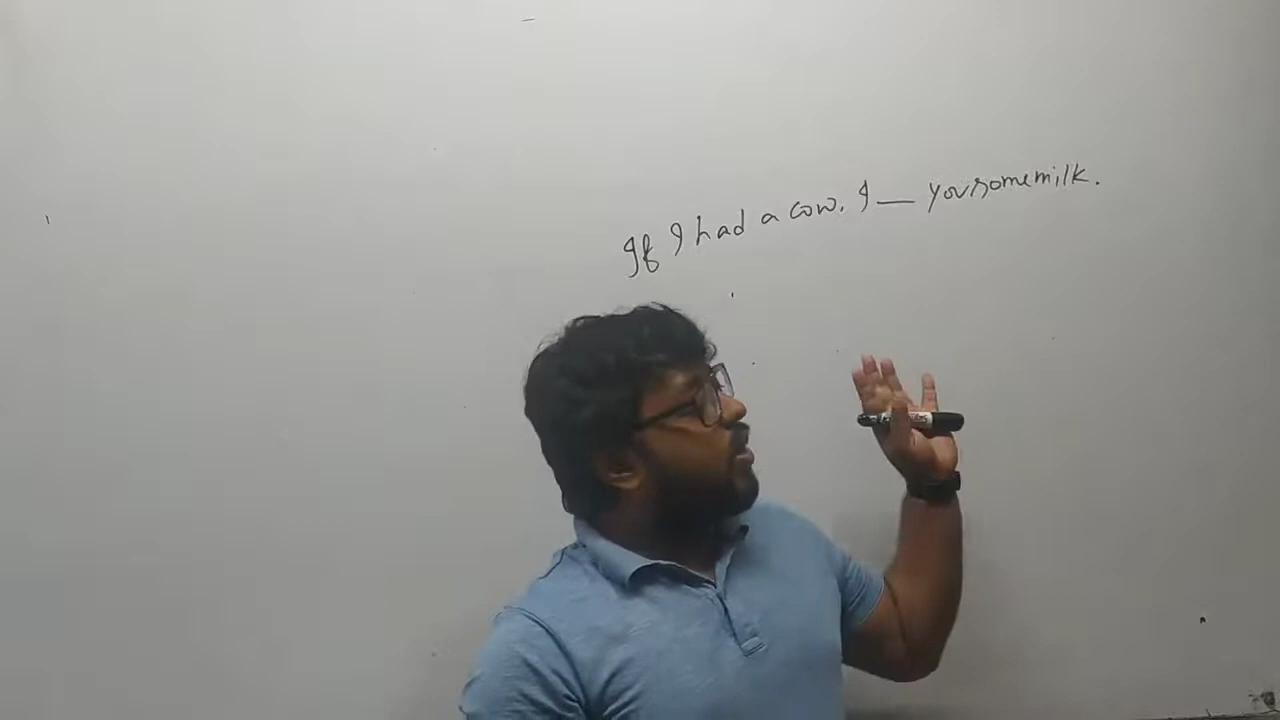 If I had a cow, I — you some milk.